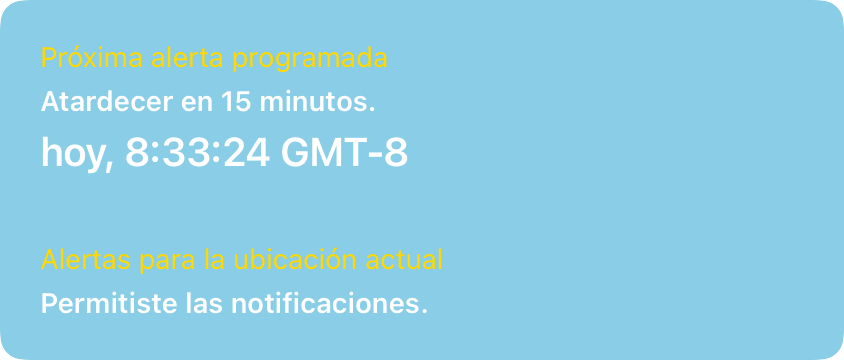 Próxima alerta programada
Atardecer en 15 minutos.
hoy, 8:33:24 GMT-8
Alertas para la ubicación actual
Permitiste las notificaciones.